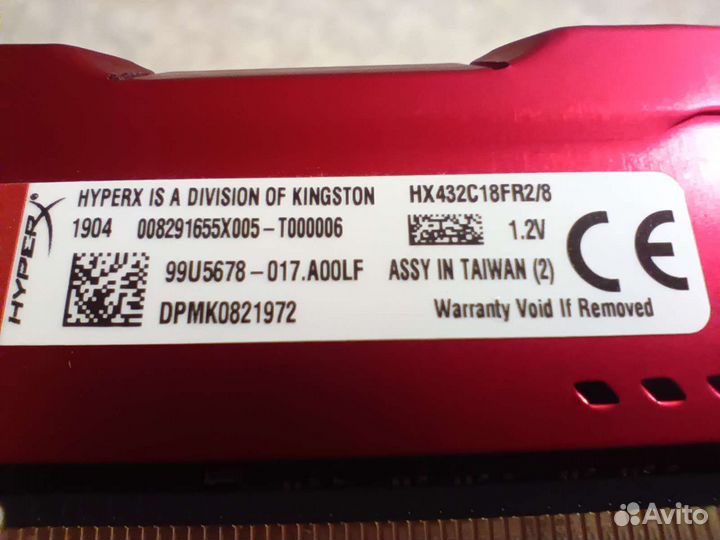 HYPERX
HYPERX IS A DIVISION OF KINGSTON
HX432C18FR2/8
1904 008291655X005-T000006
1.2V
99U5678-017.A00LF
ASSY IN TAIWAN (2)
DPMK0821972
Warranty Void If Removed
CE
Avito